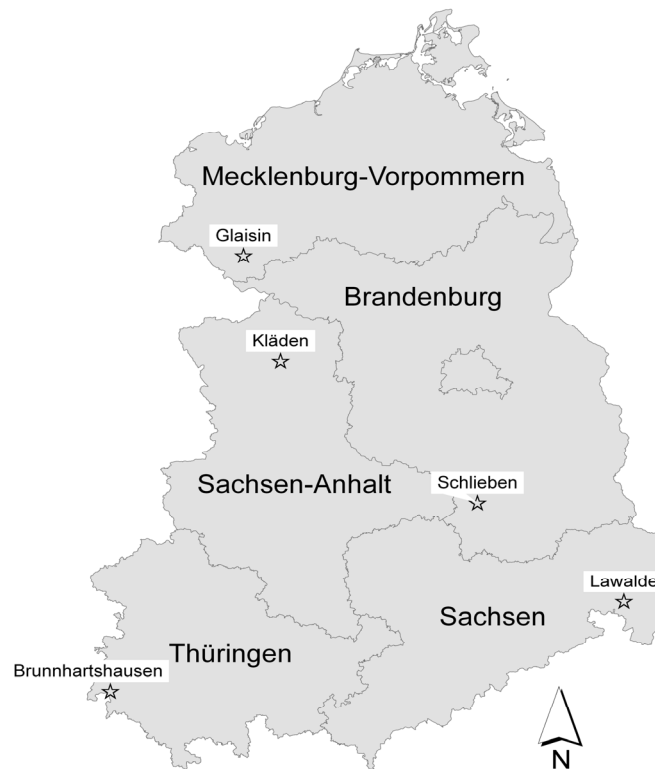 Mecklenburg-Vorpommern
Glaisin
Brandenburg
Kläden
Sachsen-Anhalt
Schlieben
Lawalde
Sachsen
Thüringen
Brunnhartshausen
N